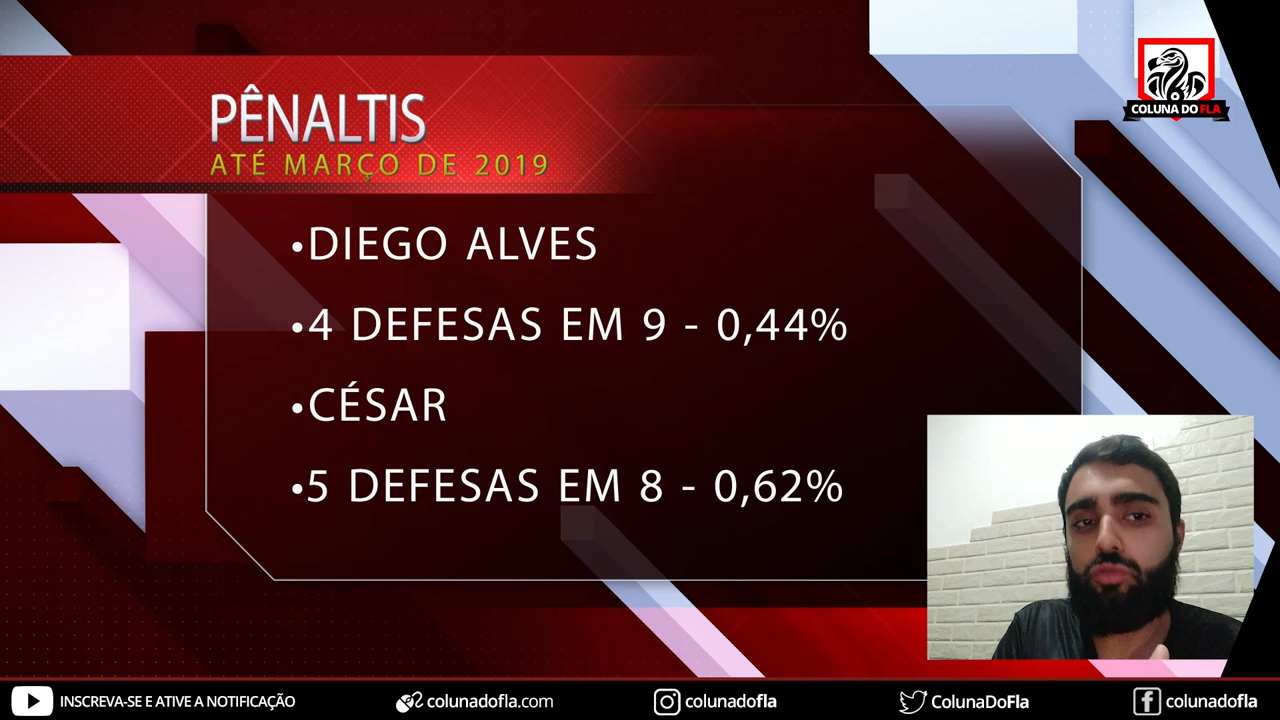 PÊNALTIS
ATÉ MARÇO DE 2019
COLUNA DO FLA
•DIEGO ALVES
•4 DEFESAS EM 9 - 0,44%
•CÉSAR
•5 DEFESAS EM 8 - 0,62%
INSCREVA-SE E ATIVE A NOTIFICAÇÃO
colunadofla.com
colunadofla
ColunaDoFla
colunadofla